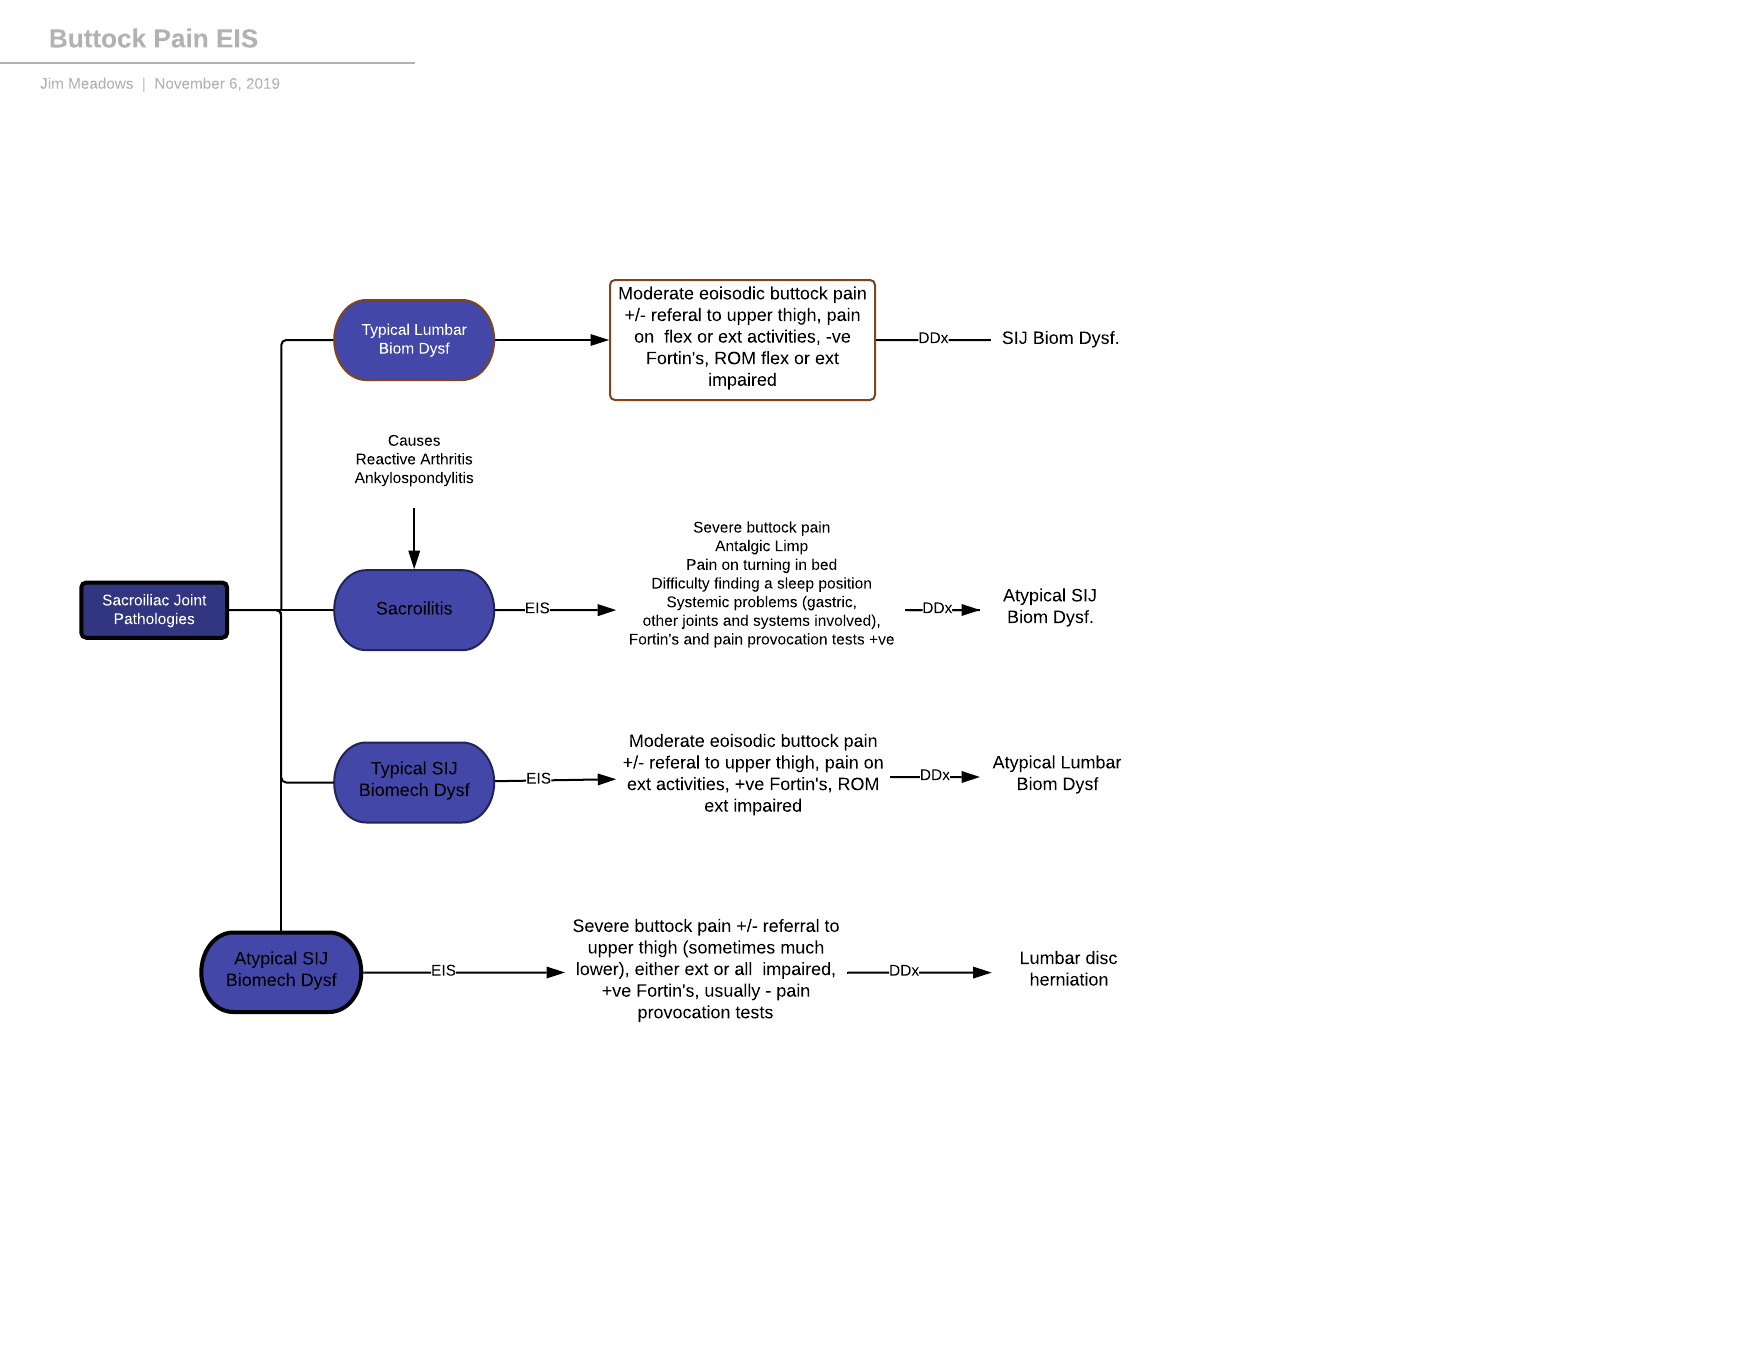 Buttock Pain EIS
Jim Meadows | November 6, 2019
Typical Lumbar
Biom Dysf
Moderate eoisodic buttock pain
+/- referal to upper thigh, pain
on flex or ext activities, -ve
Fortin's, ROM flex or ext
impaired
DDx
SIJ Biom Dysf.
Causes
Reactive Arthritis
Ankylospondylitis
Sacroiliac Joint
Pathologies
Sacroilitis
EIS
Severe buttock pain
Antalgic Limp
Pain on turning in bed
Difficulty finding a sleep position
Systemic problems (gastric,
other joints and systems involved),
Fortin's and pain provocation tests +ve
DDx
Atypical SIJ
Biom Dysf.
Typical SIJ
Biomech Dysf
EIS
Moderate eoisodic buttock pain
+/- referal to upper thigh, pain on
ext activities, +ve Fortin's, ROM
ext impaired
DDx
Atypical Lumbar
Biom Dysf
Atypical SIJ
Biomech Dysf
EIS
Severe buttock pain +/- referral to
upper thigh (sometimes much
lower), either ext or all impaired,
+ve Fortin's, usually - pain
provocation tests
DDx
Lumbar disc
herniation